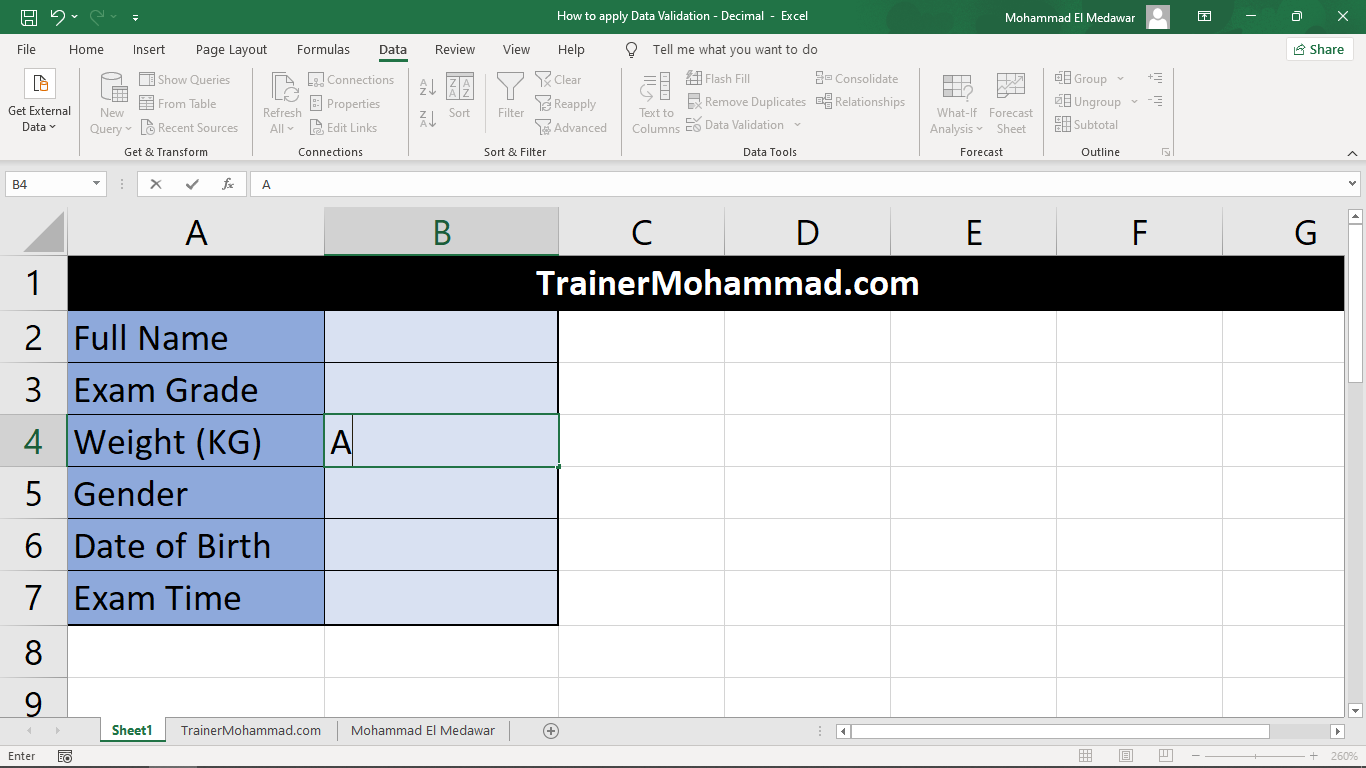 How to apply Data Validation - Decimal - Excel
Mohammad El Medawar
File Home Insert Page Layout Formulas Data Review View Help Tell me what you want to do
Share
Get External Data
New Query
Show Queries
From Table
Recent Sources
Get & Transform
Refresh All
Connections
Properties
Edit Links
Connections
Sort
Filter
Clear
Reapply
Advanced
Sort & Filter
Text to Columns
Flash Fill
Remove Duplicates
Data Validation
Consolidate
Relationships
Data Tools
What-If Analysis
Forecast Sheet
Forecast
Group
Ungroup
Subtotal
Outline
B4
fx
A
A B C D E F G
1 TrainerMohammad.com
2 Full Name
3 Exam Grade
4 Weight (KG) A
5 Gender
6 Date of Birth
7 Exam Time
8
9
Sheet1 TrainerMohammad.com Mohammad El Medawar
Enter
260%